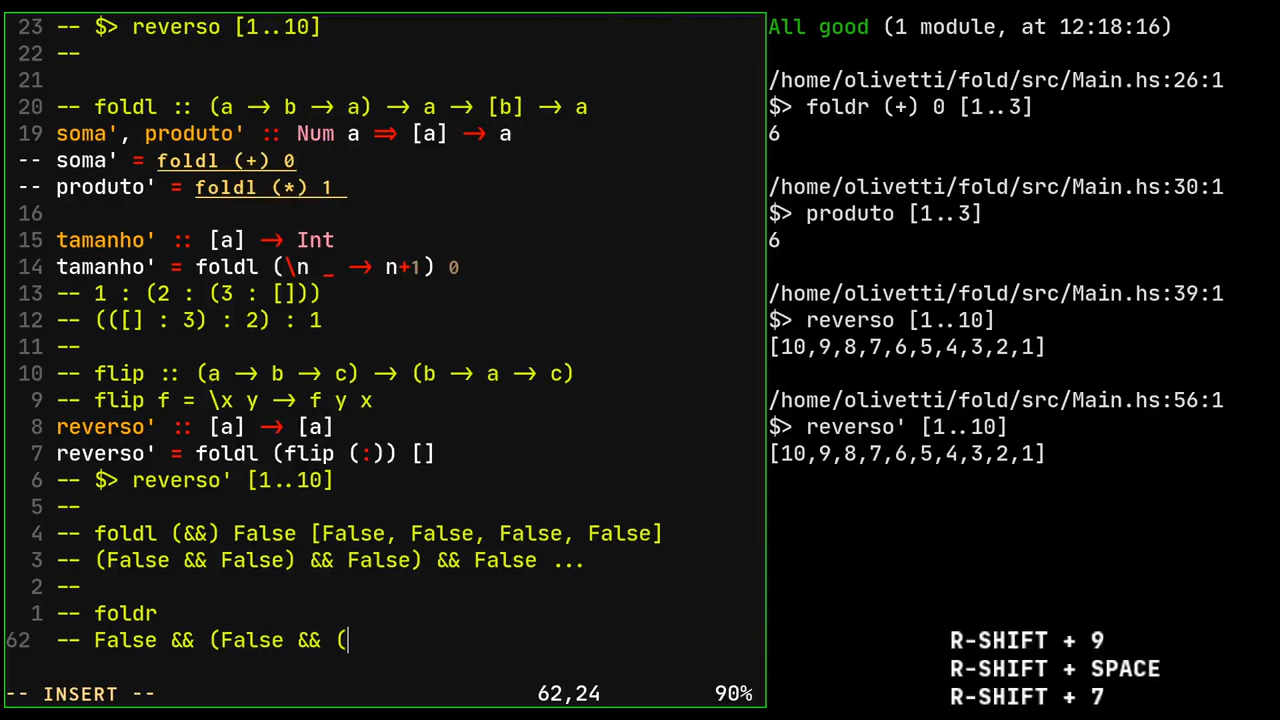 23 -- $> reverso [1..10]
22 --
21
20 -- foldl :: (a -> b -> a) -> a -> [b] -> a
19 soma', produto' :: Num a => [a] -> a
-- soma' = foldl (+) 0
-- produto' = foldl (*) 1
16
15 tamanho' :: [a] -> Int
14 tamanho' = foldl (\n _ -> n+1) 0
13 -- 1 : (2 : (3 : []))
12 -- (([] : 3) : 2) : 1
11 --
10 -- flip :: (a -> b -> c) -> (b -> a -> c)
9 -- flip f = \x y -> f y x
8 reverso' :: [a] -> [a]
7 reverso' = foldl (flip (:)) []
6 -- $> reverso' [1..10]
5 --
4 -- foldl (&&) False [False, False, False, False]
3 -- (False && False) && False) && False ...
2 --
1 -- foldr
62 -- False && (False && (
-- INSERT -- 62,24 90%
All good (1 module, at 12:18:16)
/home/olivetti/fold/src/Main.hs:26:1
$> foldr (+) 0 [1..3]
6
/home/olivetti/fold/src/Main.hs:30:1
$> produto [1..3]
6
/home/olivetti/fold/src/Main.hs:39:1
$> reverso [1..10]
[10,9,8,7,6,5,4,3,2,1]
/home/olivetti/fold/src/Main.hs:56:1
$> reverso' [1..10]
[10,9,8,7,6,5,4,3,2,1]
R-SHIFT + 9
R-SHIFT + SPACE
R-SHIFT + 7